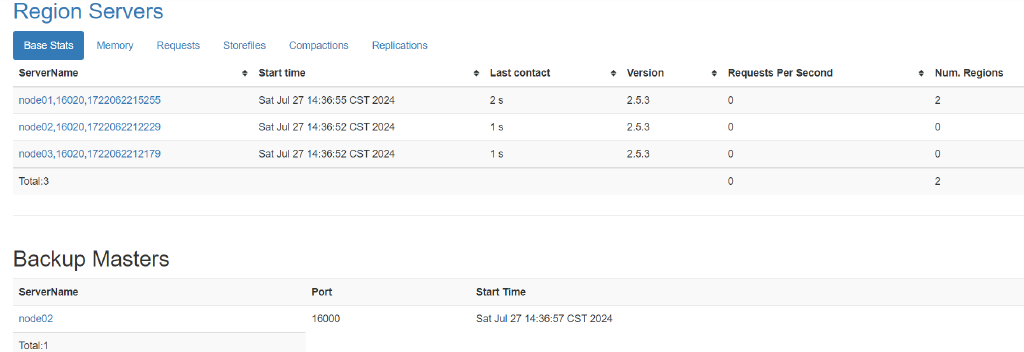 Region Servers
Base Stats Memory Requests Storefiles Compactions Replications
ServerName Start time Last contact Version Requests Per Second Num. Regions
node01,16020,1722062215255 Sat Jul 27 14:36:55 CST 2024 2 s 2.5.3 0 2
node02,16020,1722062212229 Sat Jul 27 14:36:52 CST 2024 1 s 2.5.3 0 0
node03,16020,1722062212179 Sat Jul 27 14:36:52 CST 2024 1 s 2.5.3 0 0
Total:3 0 2
Backup Masters
ServerName Port Start Time
node02 16000 Sat Jul 27 14:36:57 CST 2024
Total:1